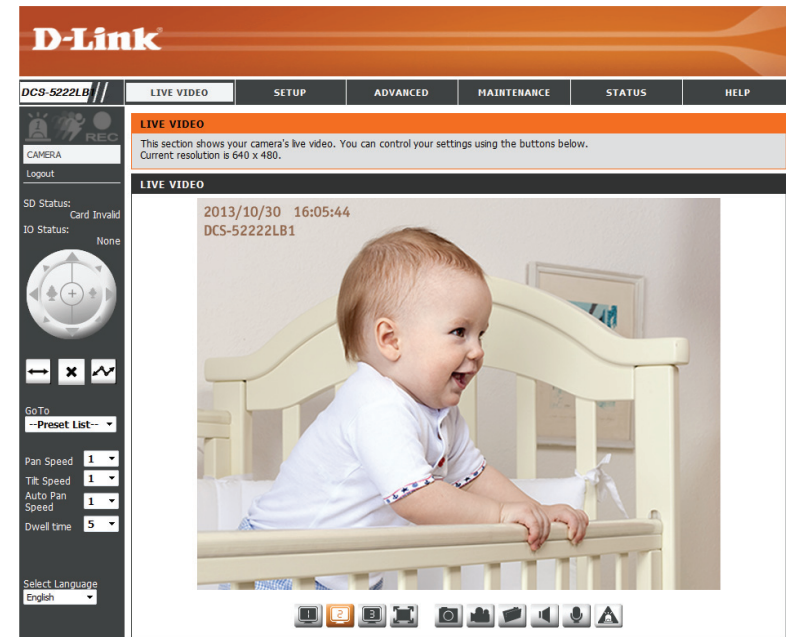 D-Link
DCS-5222LB1
LIVE VIDEO SETUP ADVANCED MAINTENANCE STATUS HELP
REC
CAMERA
Logout
SD Status:
Card Invalid
IO Status:
None
GoTo
--Preset List--
Pan Speed 1
Tilt Speed 1
Auto Pan
Speed 1
Dwell time 5
Select Language
English
LIVE VIDEO
This section shows your camera's live video. You can control your settings using the buttons below.
Current resolution is 640 x 480.
LIVE VIDEO
2013/10/30 16:05:44
DCS-52222LB1
1 2 3